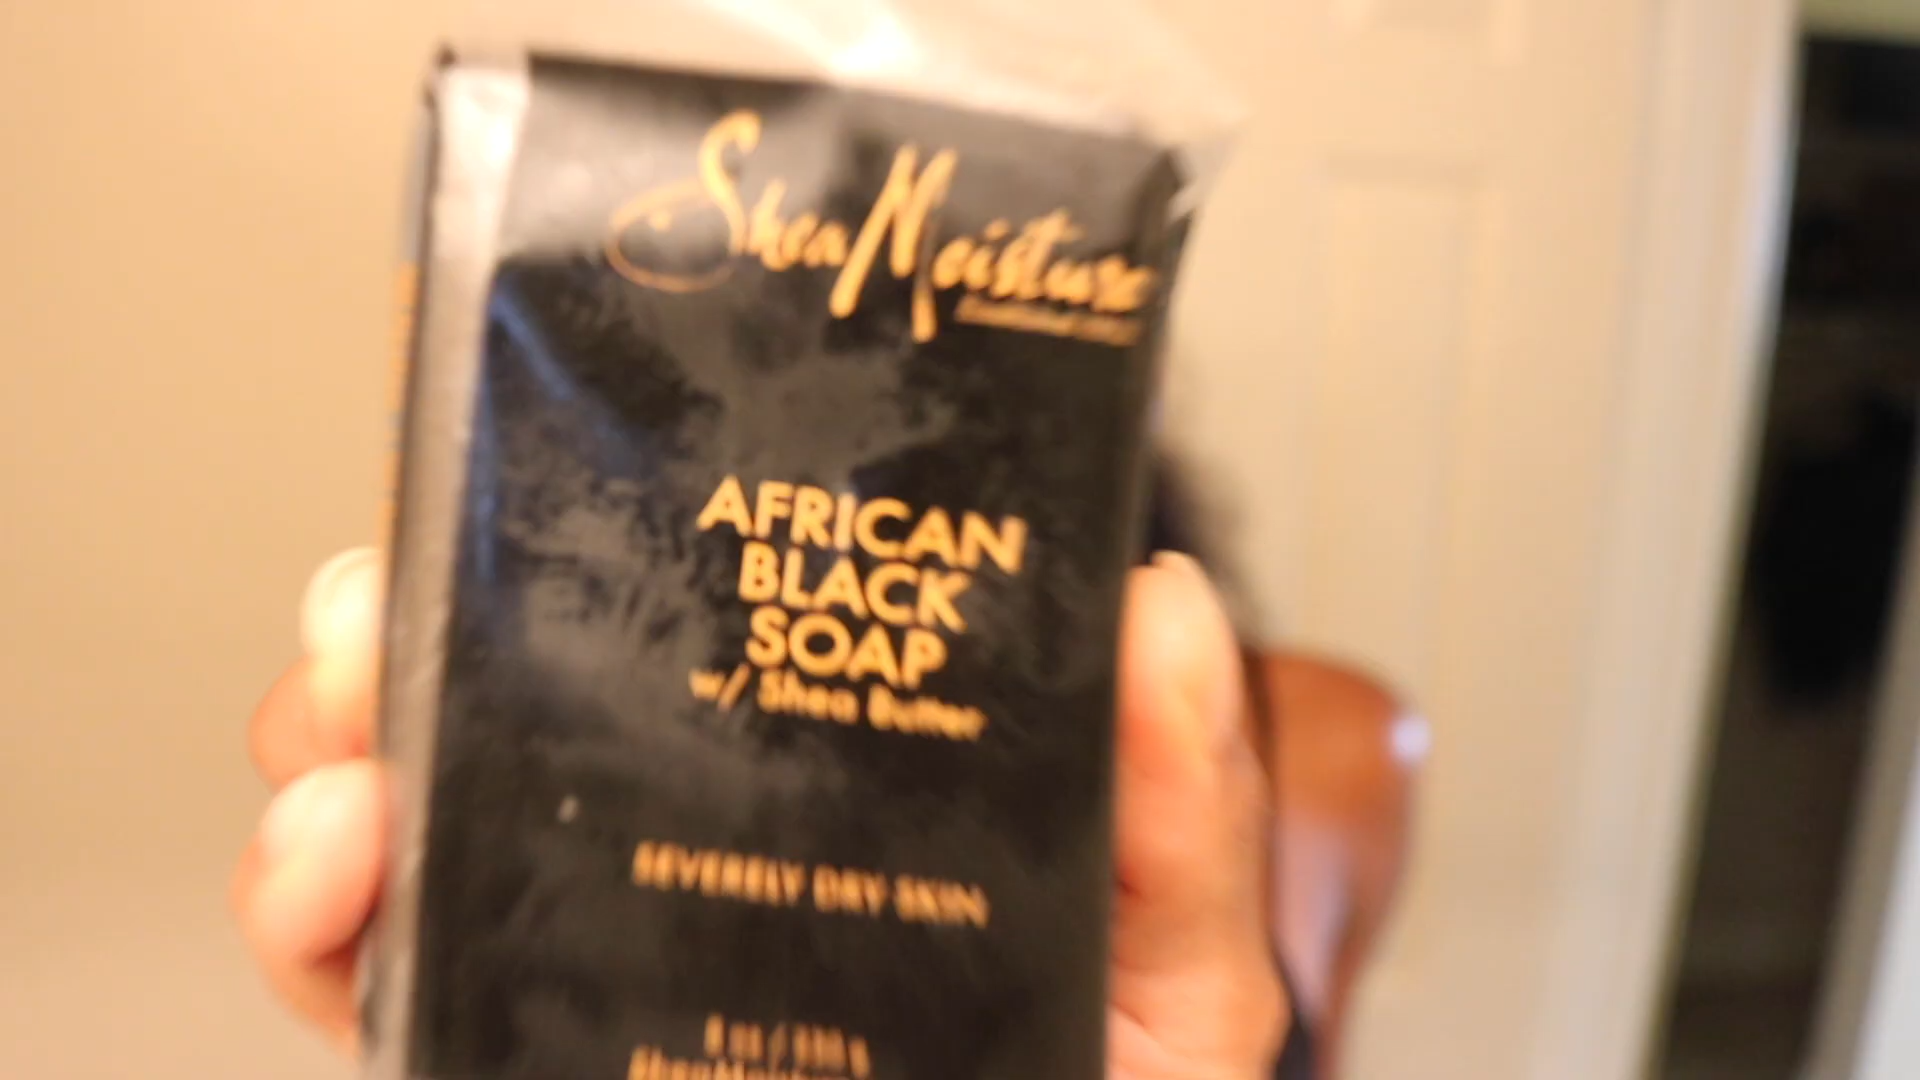 SheaMoisture
AFRICAN
BLACK
SOAP
w/ Shea Butter
SEVERELY DRY SKIN